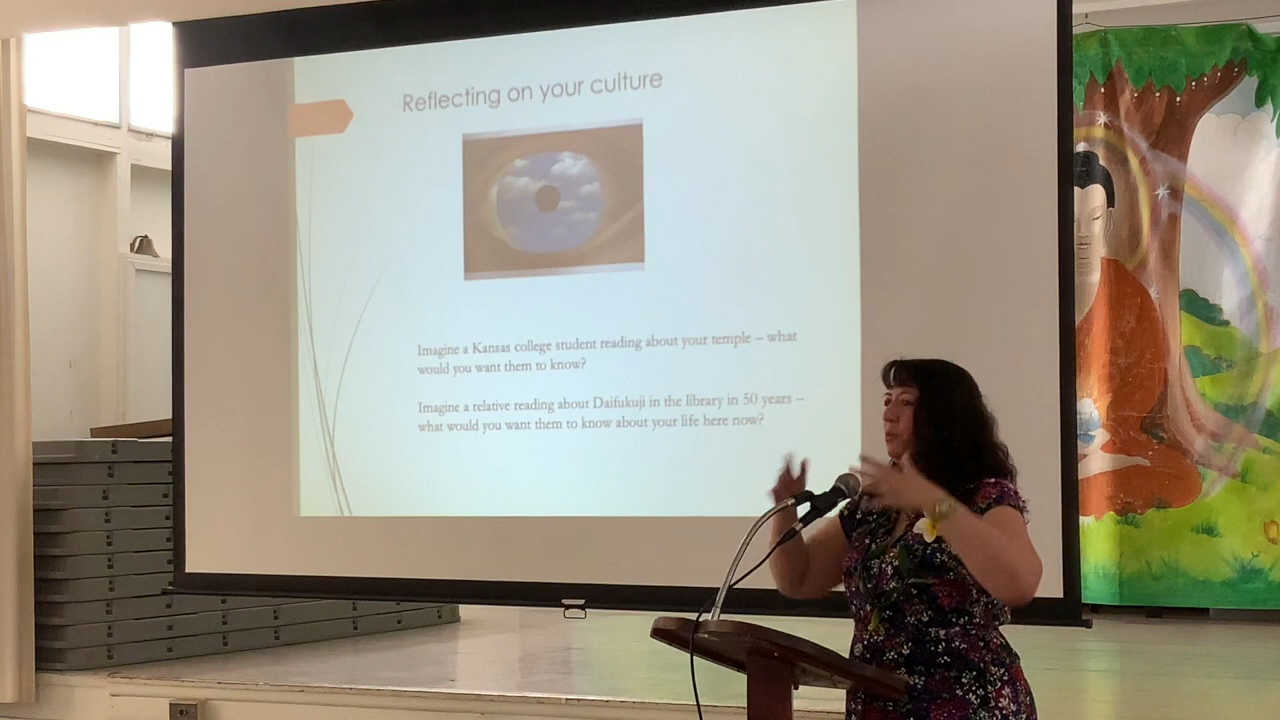 Reflecting on your culture
Imagine a Kansas college student reading about your temple – what
would you want them to know?
Imagine a relative reading about Daifukuji in the library in 50 years –
what would you want them to know about your life here now?